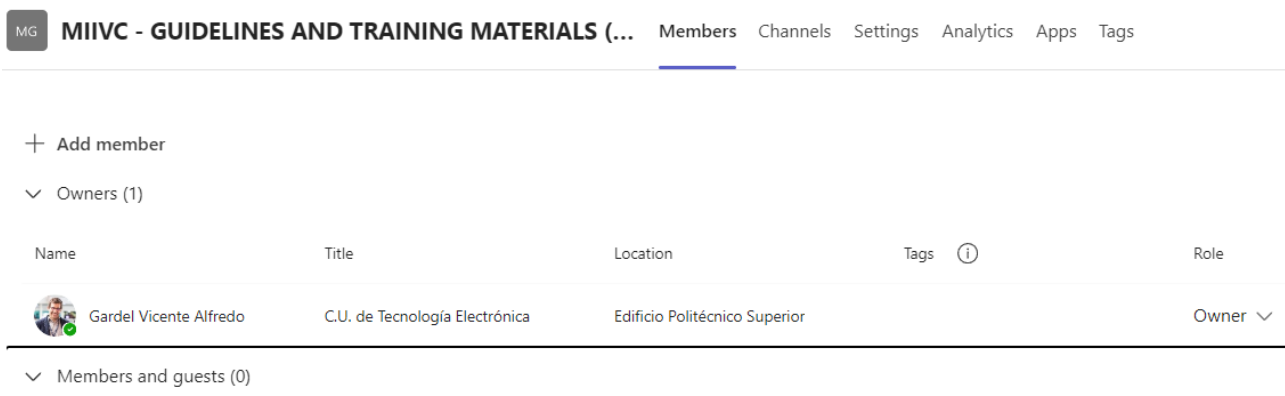 MG MIIVC - GUIDELINES AND TRAINING MATERIALS (... Members Channels Settings Analytics Apps Tags
Add member
Owners (1)
Name Title Location Tags Role
Gardel Vicente Alfredo C.U. de Tecnología Electrónica Edificio Politécnico Superior Owner
Members and guests (0)